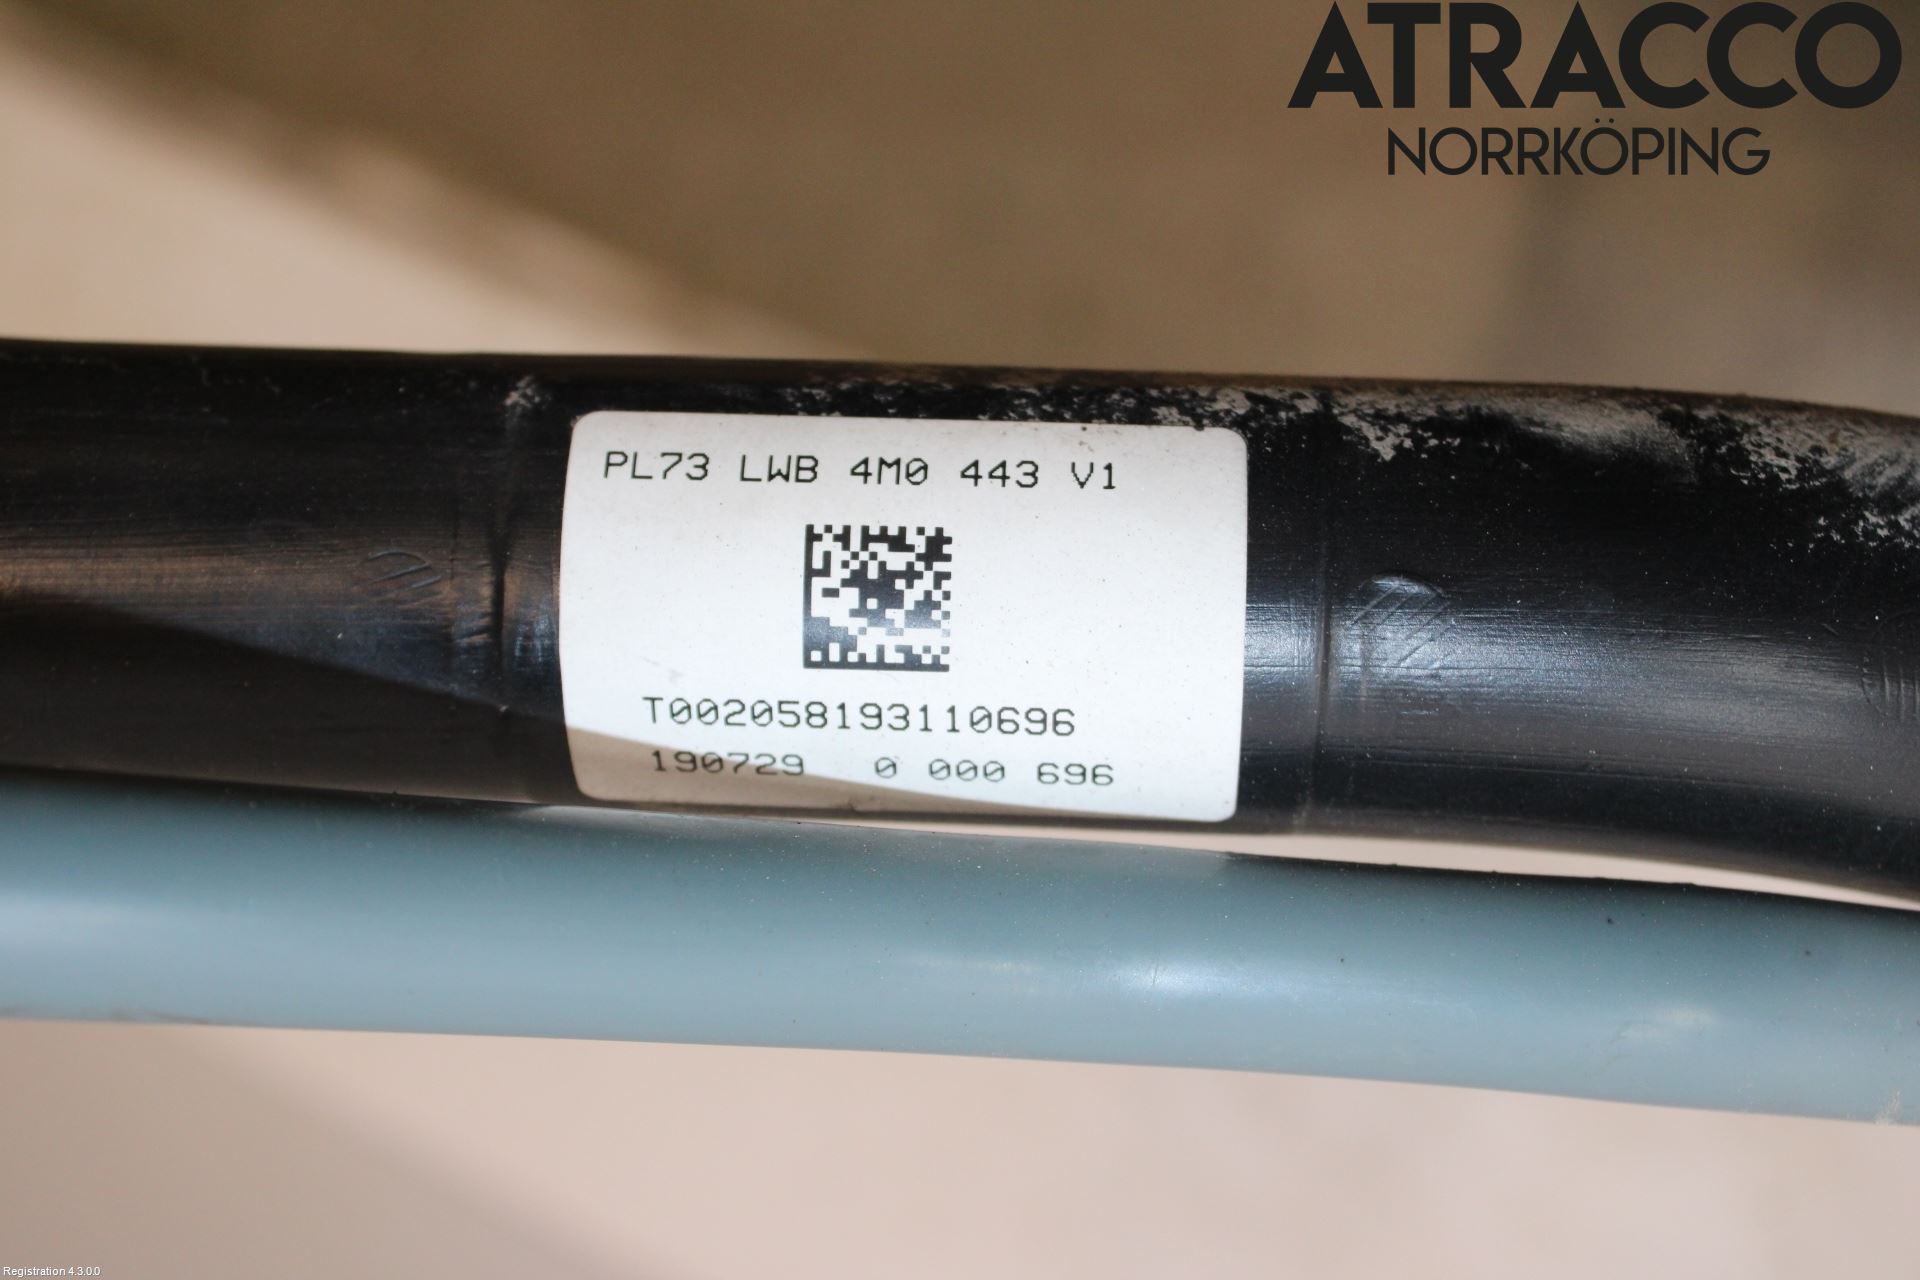 ATRACCO
NORRKÖPING
PL73 LWB 4M0 443 V1
T002058193110696
190729 0 000 696
Registration 4.3.0.0